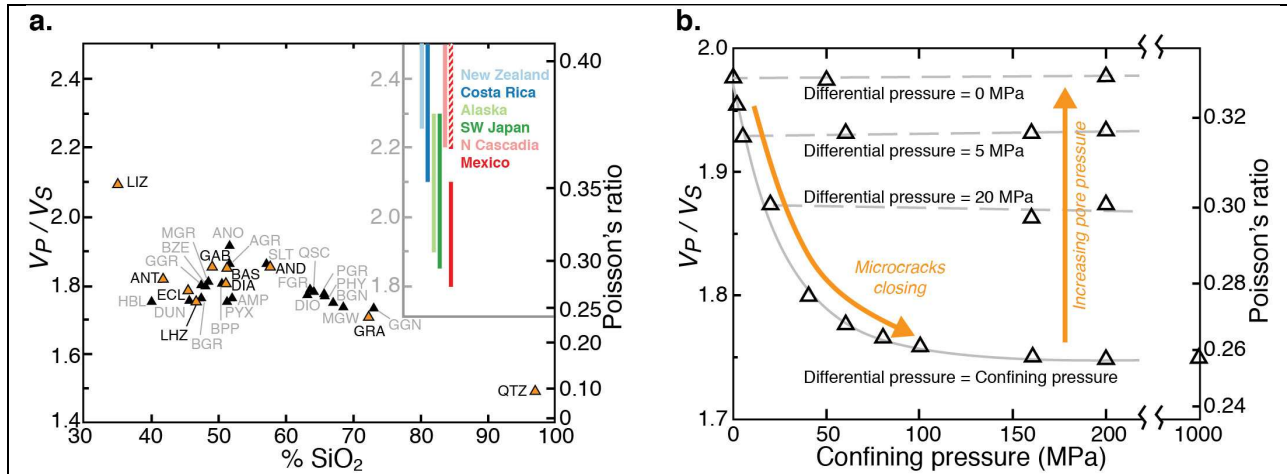 a.
2.4
2.2
2.0
1.8
1.6
1.4
VP / VS
30
40
50
60
70
80
90
100
% SiO2
0.40
0.35
0.30
0.25
0.20
0.10
0
Poisson's ratio
2.4
2.2
2.0
1.8
New Zealand
Costa Rica
Alaska
SW Japan
N Cascadia
Mexico
LIZ
ANO
MGR
AGR
BZE
GAB
SLT
QSC
GGR
BAS
AND
ANT
DIA
FGR
PGR
PHY
ECL
BGN
HBL
AMP
DIO
DUN
PYX
MGW
GGN
LHZ
BPP
GRA
BGR
QTZ
b.
2.0
1.9
1.8
1.7
VP / VS
0
50
100
150
200
1000
Confining pressure (MPa)
0.32
0.30
0.28
0.26
0.24
Poisson's ratio
Differential pressure = 0 MPa
Differential pressure = 5 MPa
Differential pressure = 20 MPa
Microcracks
closing
Increasing pore pressure
Differential pressure = Confining pressure